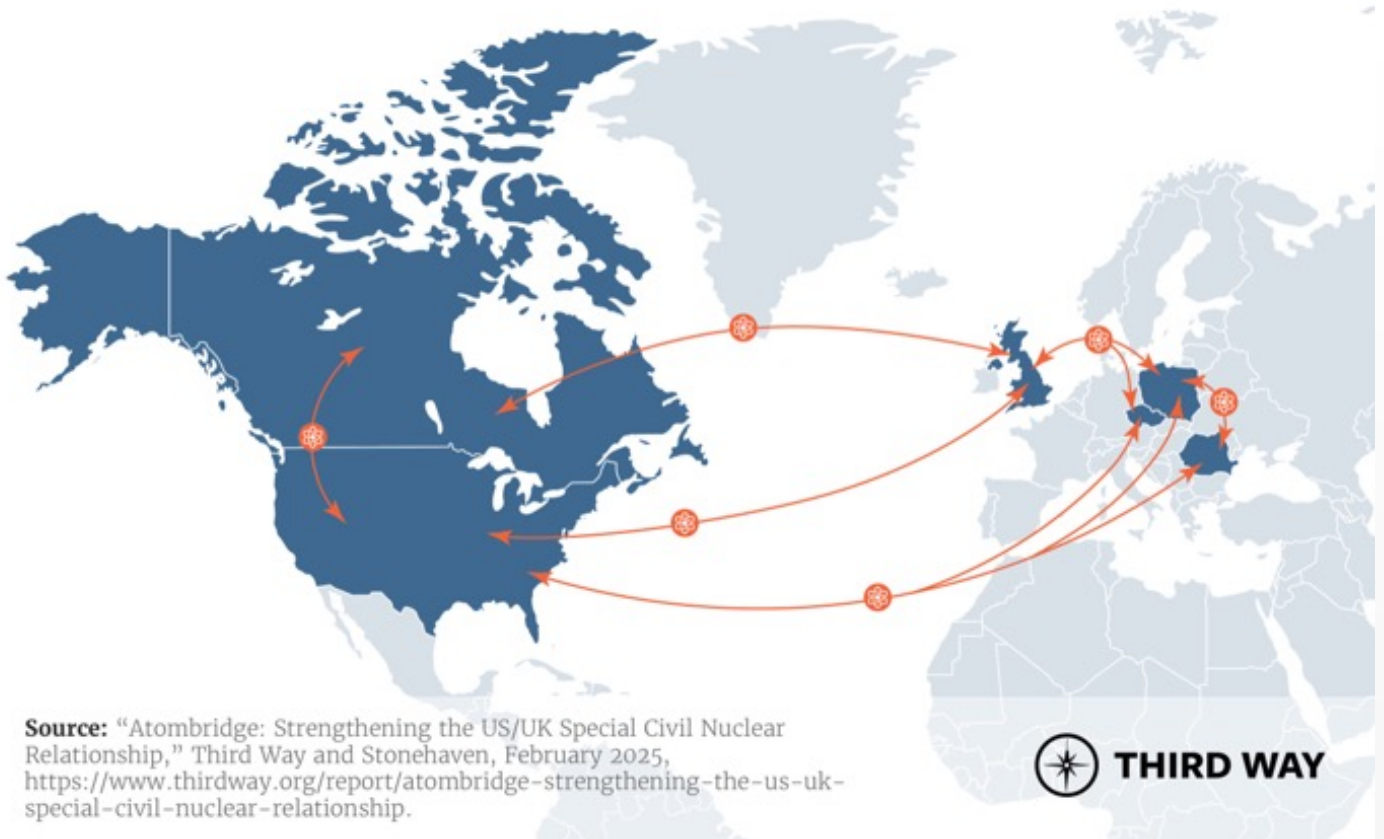 Source: “Atombridge: Strengthening the US/UK Special Civil Nuclear
Relationship,” Third Way and Stonehaven, February 2025,
https://www.thirdway.org/report/atombridge-strengthening-the-us-uk-
special-civil-nuclear-relationship.
THIRD WAY